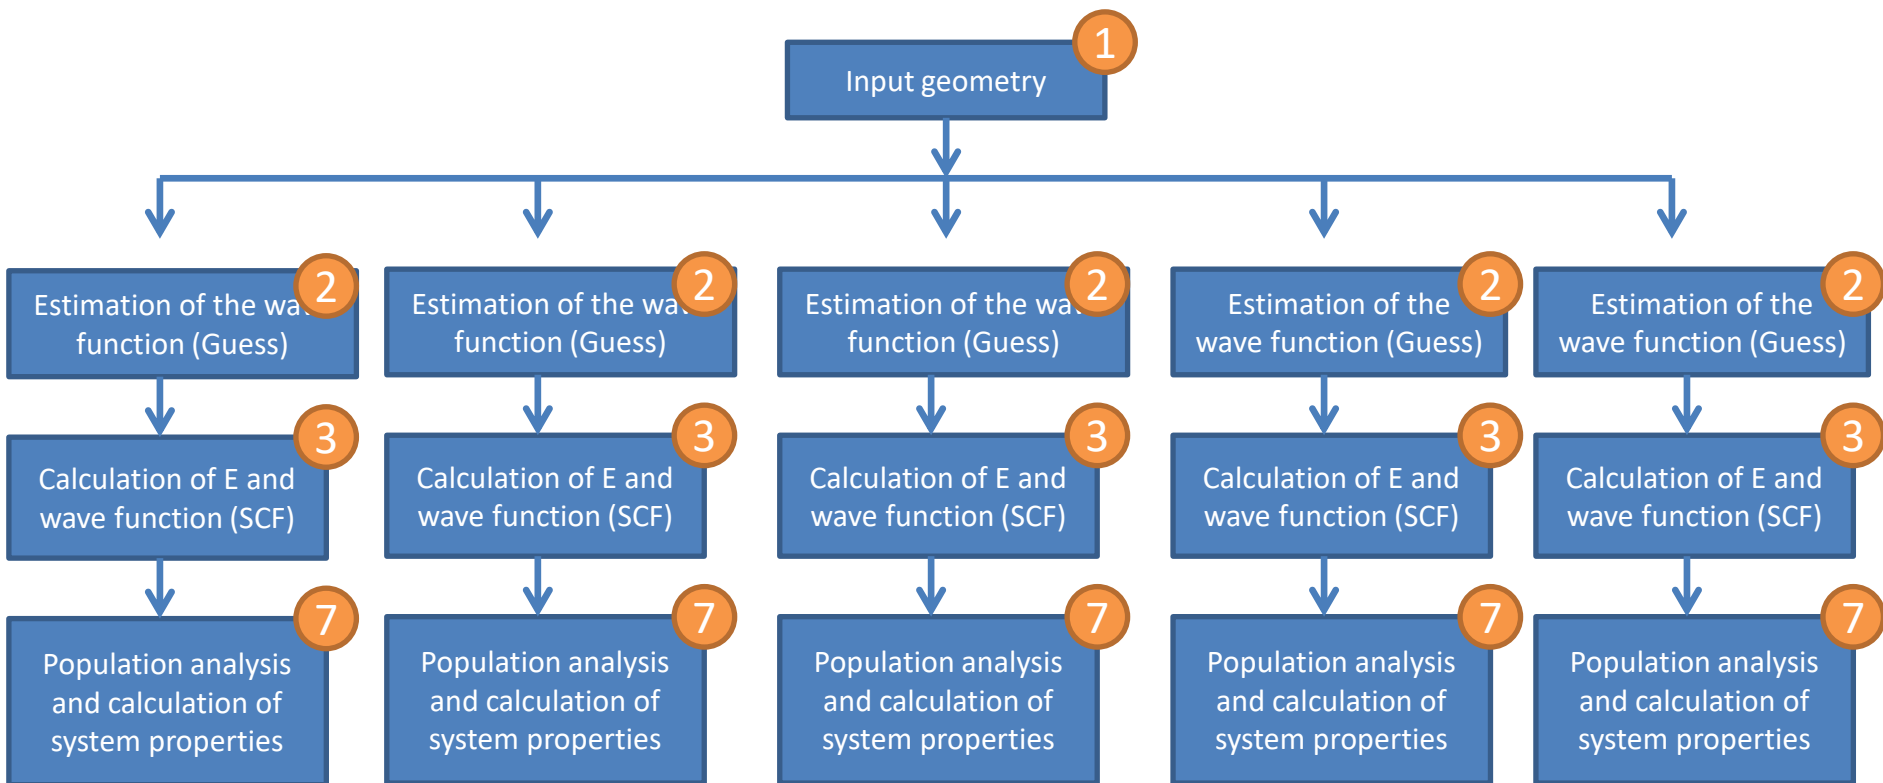 1
Input geometry
2
Estimation of the wave
function (Guess)
2
Estimation of the wave
function (Guess)
2
Estimation of the wave
function (Guess)
2
Estimation of the
wave function (Guess)
2
Estimation of the
wave function (Guess)
3
Calculation of E and
wave function (SCF)
3
Calculation of E and
wave function (SCF)
3
Calculation of E and
wave function (SCF)
3
Calculation of E and
wave function (SCF)
3
Calculation of E and
wave function (SCF)
7
Population analysis
and calculation of
system properties
7
Population analysis
and calculation of
system properties
7
Population analysis
and calculation of
system properties
7
Population analysis
and calculation of
system properties
7
Population analysis
and calculation of
system properties